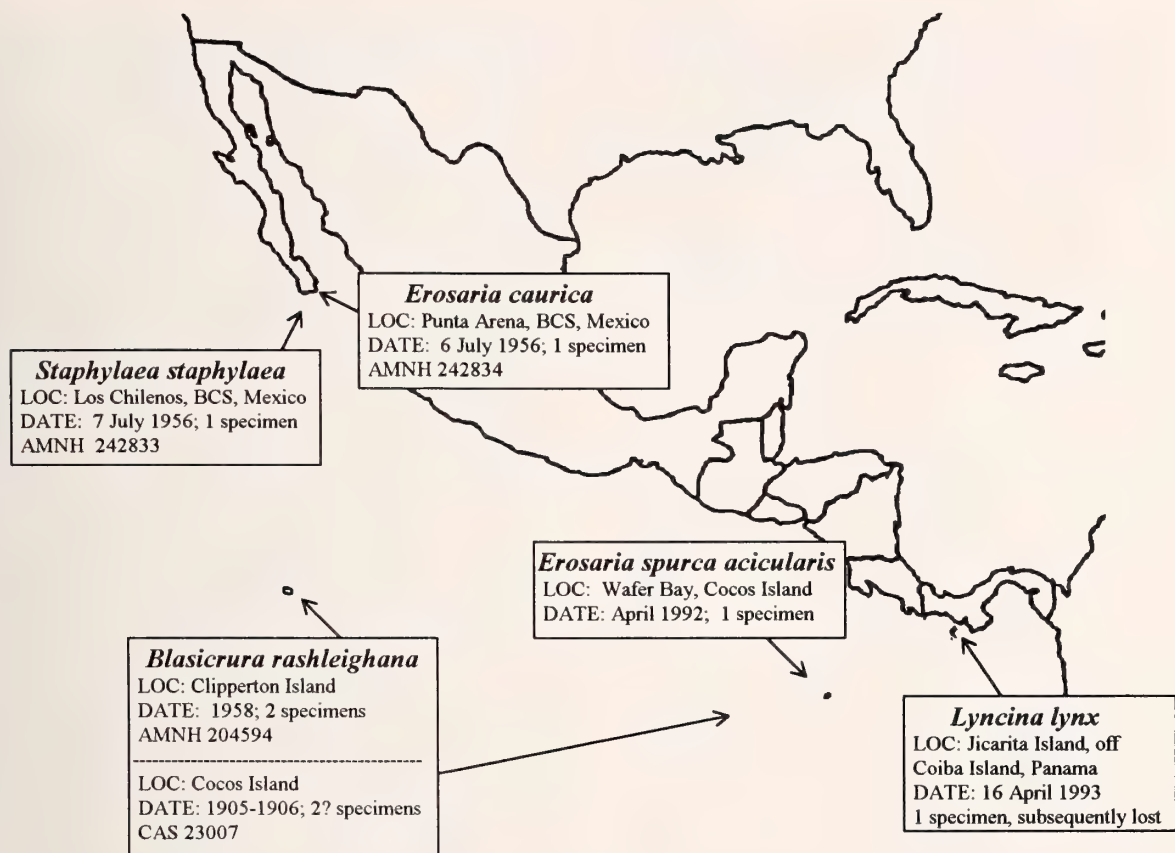 Erosaria caurica
LOC: Punta Arena, BCS, Mexico
DATE: 6 July 1956; 1 specimen
AMNH 242834
Staphylaea staphylaea
LOC: Los Chilenos, BCS, Mexico
DATE: 7 July 1956; 1 specimen
AMNH 242833
Erosaria spurca acicularis
LOC: Wafer Bay, Cocos Island
DATE: April 1992; 1 specimen
Blasicrura rashleighana
LOC: Clipperton Island
DATE: 1958; 2 specimens
AMNH 204594
LOC: Cocos Island
DATE: 1905-1906; 2? specimens
CAS 23007
Lyncina lynx
LOC: Jicarita Island, off
Coiba Island, Panama
DATE: 16 April 1993
1 specimen, subsequently lost